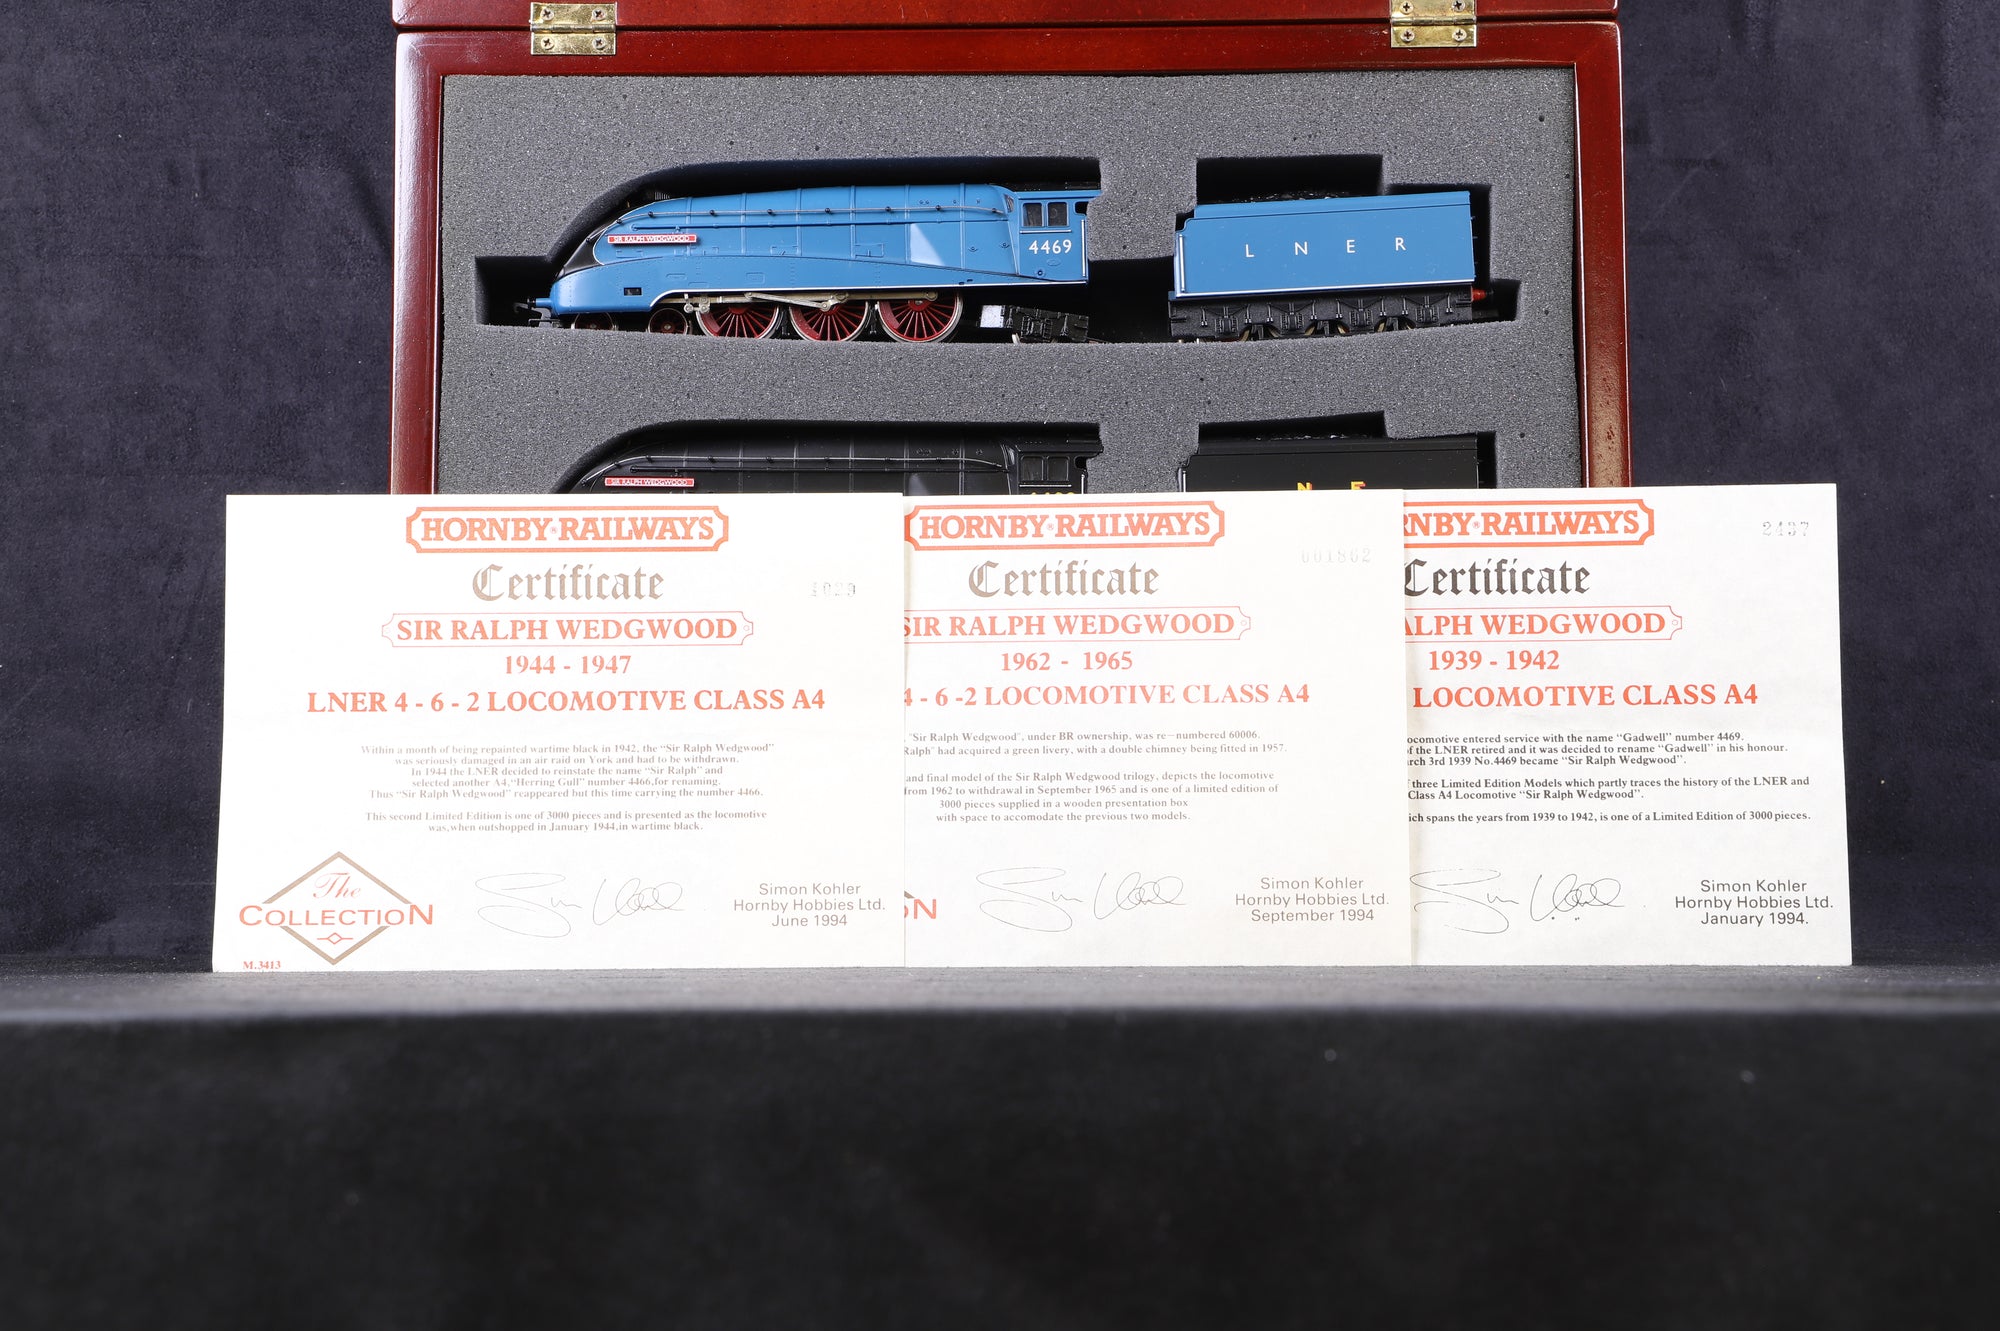 SIR RALPH WEDGWOOD
4469
L N E R
SIR RALPH WEDGWOOD
N E
HORNBY® RAILWAYS
Certificate
SIR RALPH WEDGWOOD
1944 - 1947
LNER 4 - 6 - 2 LOCOMOTIVE CLASS A4
Within a month of being repainted wartime black in 1942, the "Sir Ralph Wedgwood"
was seriously damaged in an air raid on York and had to be withdrawn.
In 1944 the LNER decided to reinstate the name "Sir Ralph" and
selected another A4,"Herring Gull" number 4466,for renaming.
Thus "Sir Ralph Wedgewood" reappeared but this time carrying the number 4466.
This second Limited Edition is one of 3000 pieces and is presented as the locomotive
was,when outshopped in January 1944,in wartime black.
The
COLLECTION
Simon Kohler
Hornby Hobbies Ltd.
June 1994
M.3413
HORNBY® RAILWAYS
001862
Certificate
SIR RALPH WEDGWOOD
1962 - 1965
4 - 6 -2 LOCOMOTIVE CLASS A4
"Sir Ralph Wedgwood", under BR ownership, was re-numbered 60006.
Ralph" had acquired a green livery, with a double chimney being fitted in 1957.
and final model of the Sir Ralph Wedgwood trilogy, depicts the locomotive
from 1962 to withdrawal in September 1965 and is one of a limited edition of
3000 pieces supplied in a wooden presentation box
with space to accomodate the previous two models.
ON
Simon Kohler
Hornby Hobbies Ltd.
September 1994
RNBY® RAILWAYS
2437
Certificate
ALPH WEDGWOOD
1939 - 1942
LOCOMOTIVE CLASS A4
ocomotive entered service with the name "Gadwell" number 4469.
of the LNER retired and it was decided to rename "Gadwell" in his honour.
arch 3rd 1939 No.4469 became "Sir Ralph Wedgwood".
three Limited Edition Models which partly traces the history of the LNER and
Class A4 Locomotive "Sir Ralph Wedgwood".
ich spans the years from 1939 to 1942, is one of a Limited Edition of 3000 pieces.
Simon Kohler
Hornby Hobbies Ltd.
January 1994.